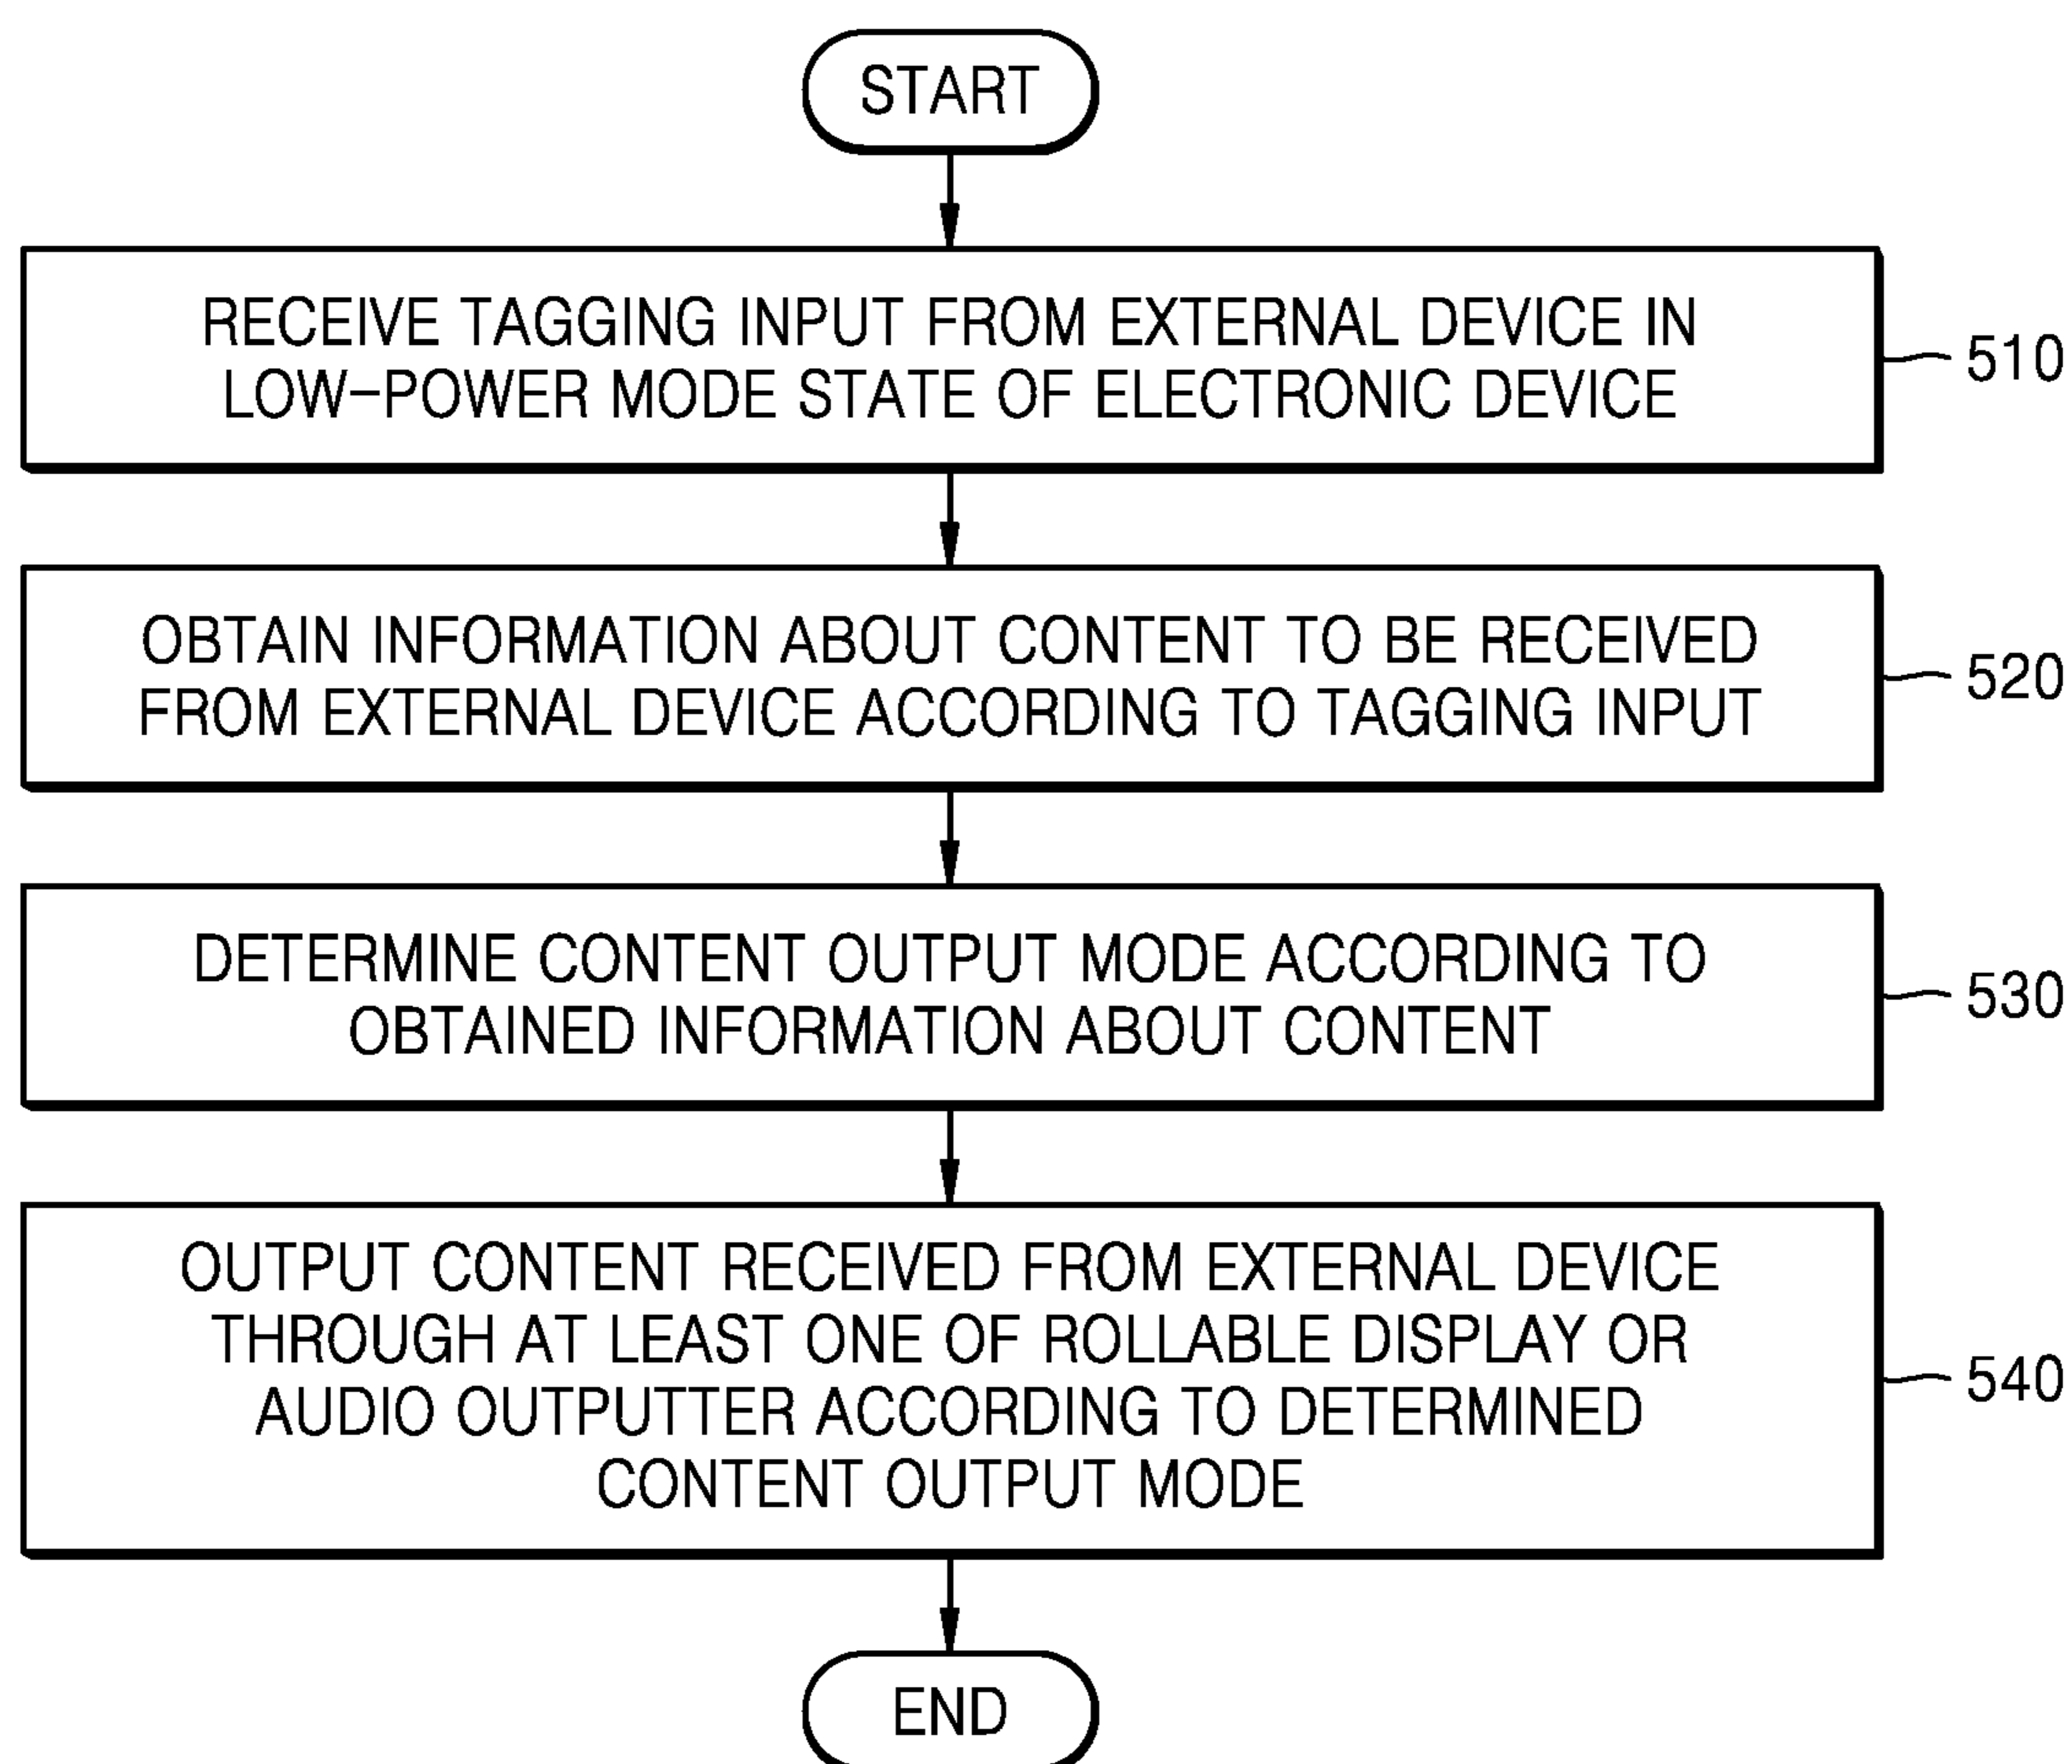 START
RECEIVE TAGGING INPUT FROM EXTERNAL DEVICE IN
LOW-POWER MODE STATE OF ELECTRONIC DEVICE
510
OBTAIN INFORMATION ABOUT CONTENT TO BE RECEIVED
FROM EXTERNAL DEVICE ACCORDING TO TAGGING INPUT
520
DETERMINE CONTENT OUTPUT MODE ACCORDING TO
OBTAINED INFORMATION ABOUT CONTENT
530
OUTPUT CONTENT RECEIVED FROM EXTERNAL DEVICE
THROUGH AT LEAST ONE OF ROLLABLE DISPLAY OR
AUDIO OUTPUTTER ACCORDING TO DETERMINED
CONTENT OUTPUT MODE
540
END